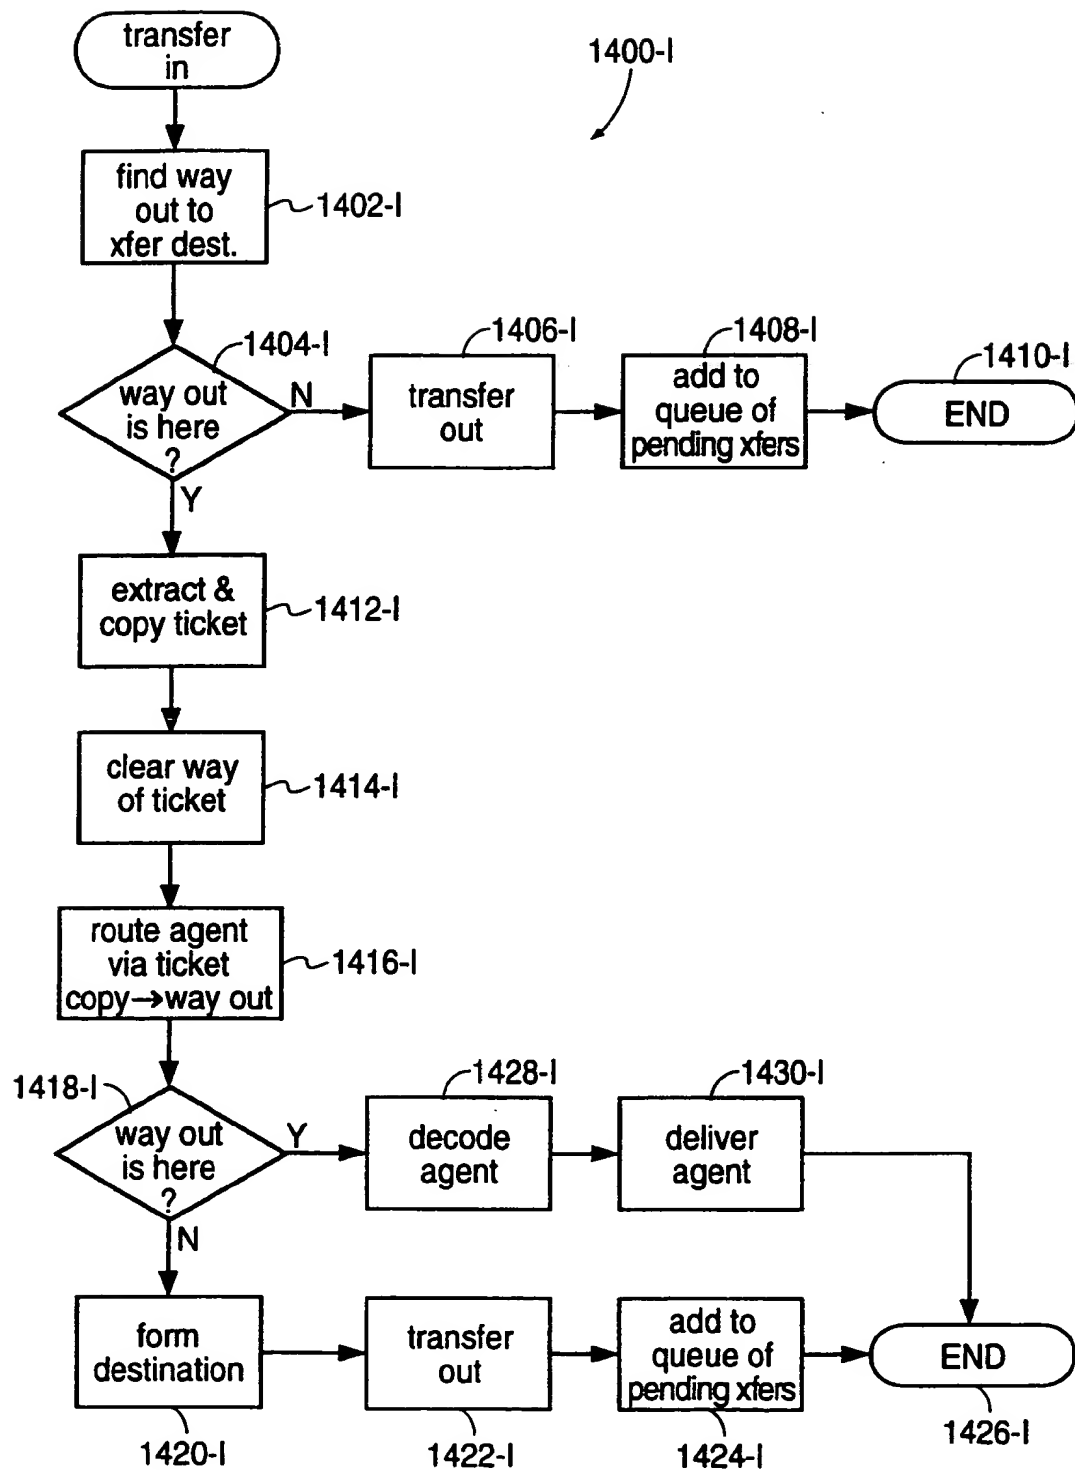 transfer
in
1400-I
find way
out to
xfer dest.
1402-I
1404-I
way out
is here
?
N
Y
1406-I
transfer
out
1408-I
add to
queue of
pending xfers
1410-I
END
extract &
copy ticket
1412-I
clear way
of ticket
1414-I
route agent
via ticket
copy→way out
1416-I
1418-I
way out
is here
?
Y
N
1428-I
decode
agent
1430-I
deliver
agent
form
destination
1420-I
transfer
out
1422-I
add to
queue of
pending xfers
1424-I
END
1426-I